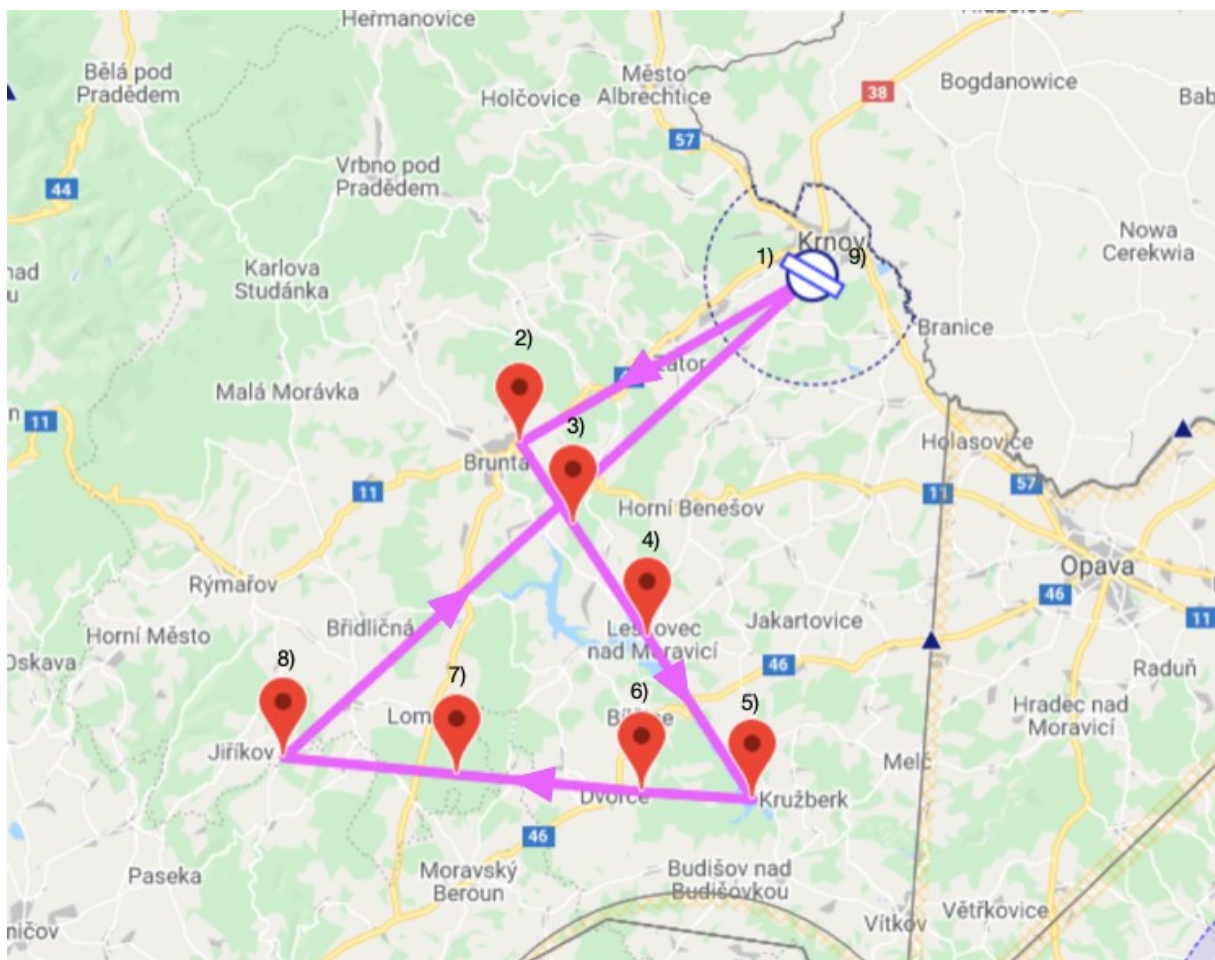 Heřmanovice
Bělá pod
Pradědem
Město
Albrechtice
Holčovice
38
Bogdanowice
Bab
57
Vrbno pod
Pradědem
44
Nowa
Cerekwia
Krnov
1)
9)
Karlova
Studánka
nad
u
Branice
2)
Zátor
Malá Morávka
11
3)
Holasovice
Brunta
11
Horní Benešov
11
57
4)
Opava
Rýmařov
46
11
Břidličná
Jakartovice
Horní Město
nad Moravicí
Oskava
46
Raduň
8)
7)
6)
5)
Hradec nad
Moravicí
Lom
Jiříkov
Melč
Dvorce
Kružberk
46
Paseka
Moravský
Beroun
Budišov nad
Budišovkou
Větřkovice
Vítkov
ničov